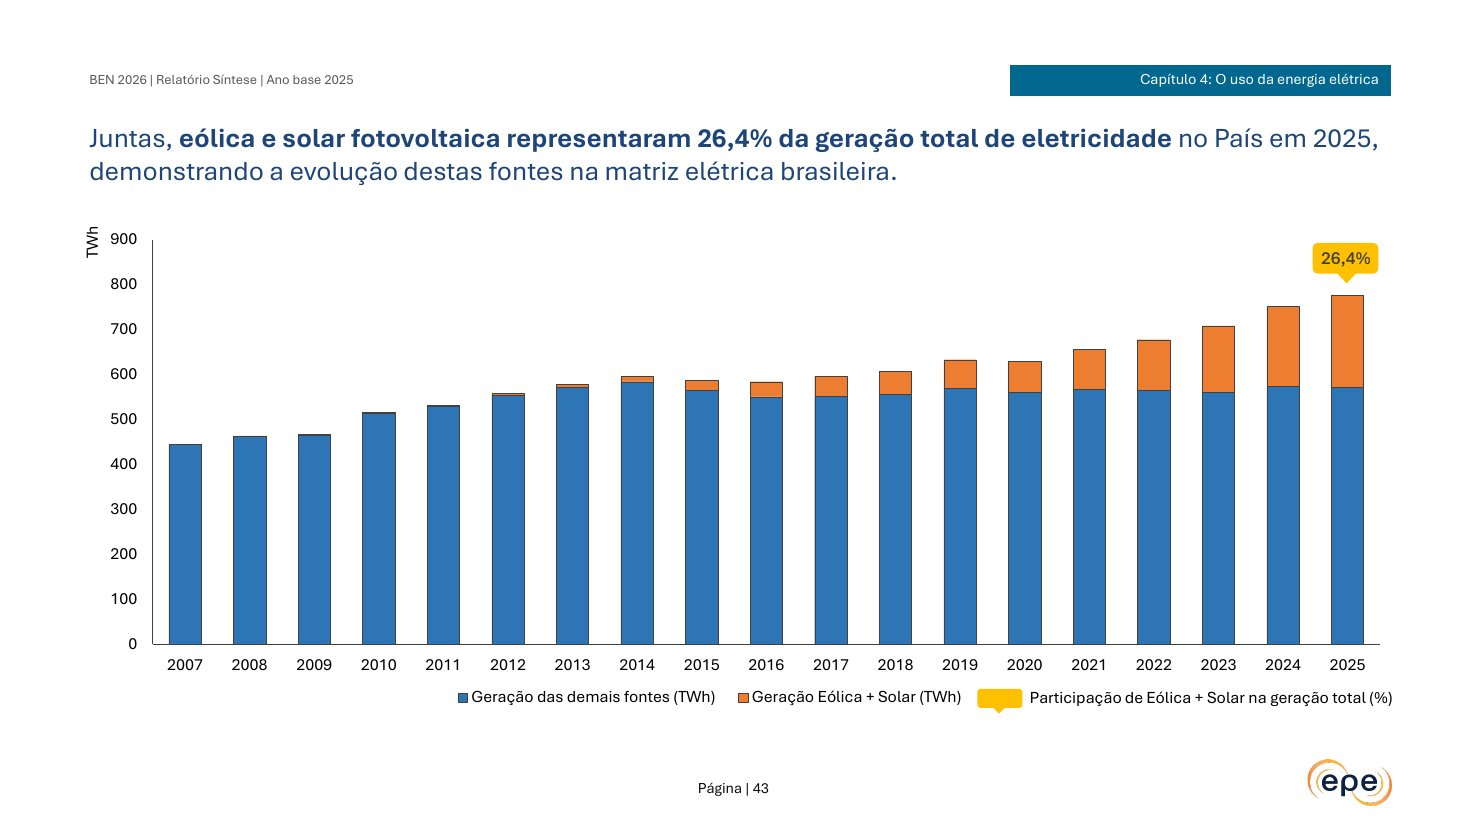 BEN 2026 | Relatório Síntese | Ano base 2025
Capítulo 4: O uso da energia elétrica
Juntas, eólica e solar fotovoltaica representaram 26,4% da geração total de eletricidade no País em 2025,
demonstrando a evolução destas fontes na matriz elétrica brasileira.
TWh
900
800
700
600
500
400
300
200
100
0
26,4%
2007 2008 2009 2010 2011 2012 2013 2014 2015 2016 2017 2018 2019 2020 2021 2022 2023 2024 2025
Geração das demais fontes (TWh) Geração Eólica + Solar (TWh) Participação de Eólica + Solar na geração total (%)
Página | 43
epe